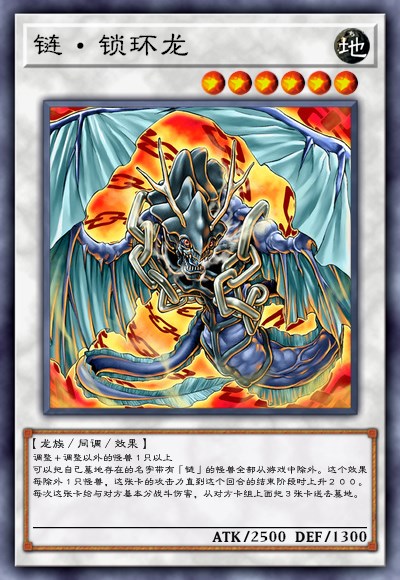 链·锁环龙
地
【龙族／同调／效果】
调整＋调整以外的怪兽１只以上
可以把自己墓地存在的名字带有「链」的怪兽全部从游戏中除外。这个效果
每除外１只怪兽，这张卡的攻击力直到这个回合的结束阶段时上升２００。
每次这张卡给与对方基本分战斗伤害，从对方卡组上面把３张卡送去墓地。
ATK/2500 DEF/1300